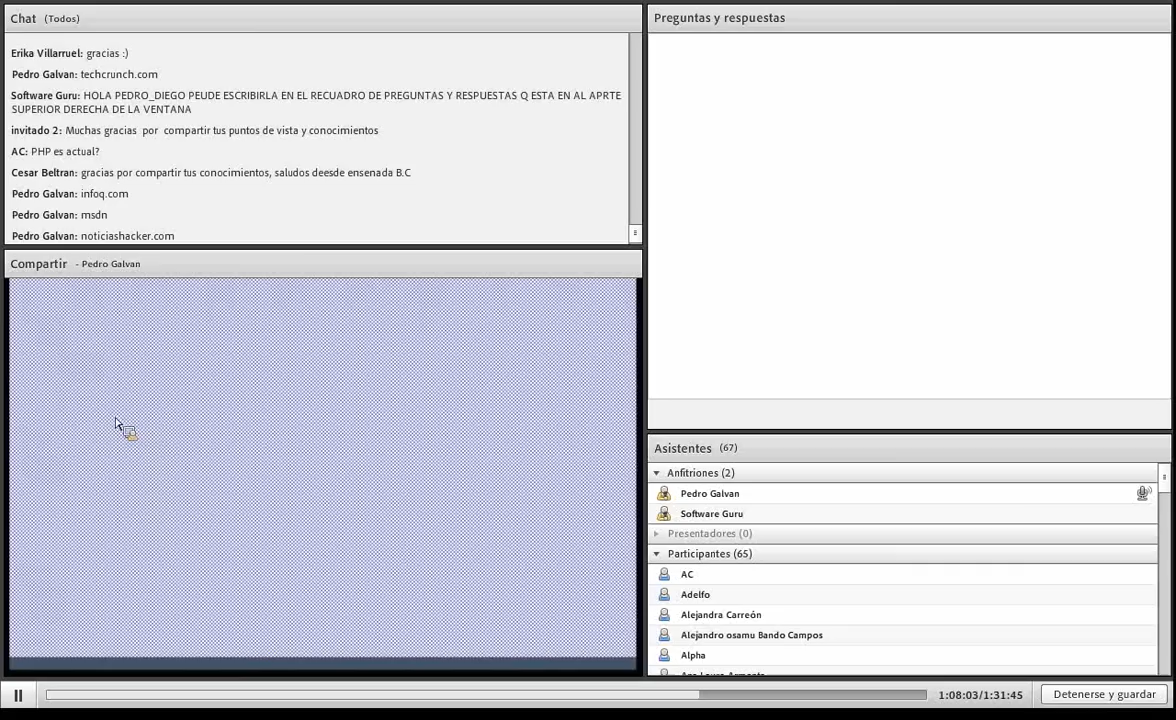 Chat (Todos)
Erika Villarruel: gracias :)
Pedro Galvan: techcrunch.com
Software Guru: HOLA PEDRO_DIEGO PEUDE ESCRIBIRLA EN EL RECUADRO DE PREGUNTAS Y RESPUESTAS Q ESTA EN AL APRTE
SUPERIOR DERECHA DE LA VENTANA
invitado 2: Muchas gracias por compartir tus puntos de vista y conocimientos
AC: PHP es actual?
Cesar Beltran: gracias por compartir tus conocimientos, saludos deesde ensenada B.C
Pedro Galvan: infoq.com
Pedro Galvan: msdn
Pedro Galvan: noticiashacker.com
Compartir - Pedro Galvan
Preguntas y respuestas
Asistentes (67)
Anfitriones (2)
Pedro Galvan
Software Guru
Presentadores (0)
Participantes (65)
AC
Adelfo
Alejandra Carreón
Alejandro osamu Bando Campos
Alpha
1:08:03/1:31:45
Detenerse y guardar